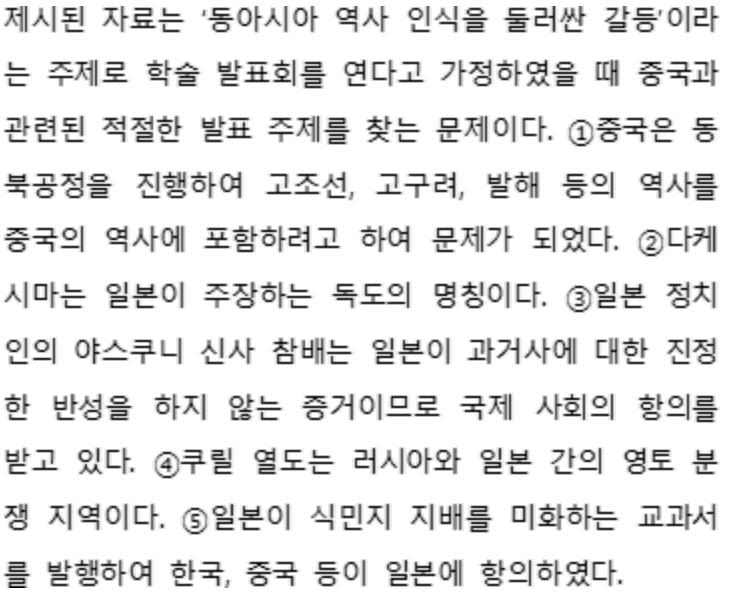 제시된 자료는 '동아시아 역사 인식을 둘러싼 갈등'이라
는 주제로 학술 발표회를 연다고 가정하였을 때 중국과
관련된 적절한 발표 주제를 찾는 문제이다. ①중국은 동
북공정을 진행하여 고조선, 고구려, 발해 등의 역사를
중국의 역사에 포함하려고 하여 문제가 되었다. ②다케
시마는 일본이 주장하는 독도의 명칭이다. ③일본 정치
인의 야스쿠니 신사 참배는 일본이 과거사에 대한 진정
한 반성을 하지 않는 증거이므로 국제 사회의 항의를
받고 있다. ④쿠릴 열도는 러시아와 일본 간의 영토 분
쟁 지역이다. ⑤일본이 식민지 지배를 미화하는 교과서
를 발행하여 한국, 중국 등이 일본에 항의하였다.